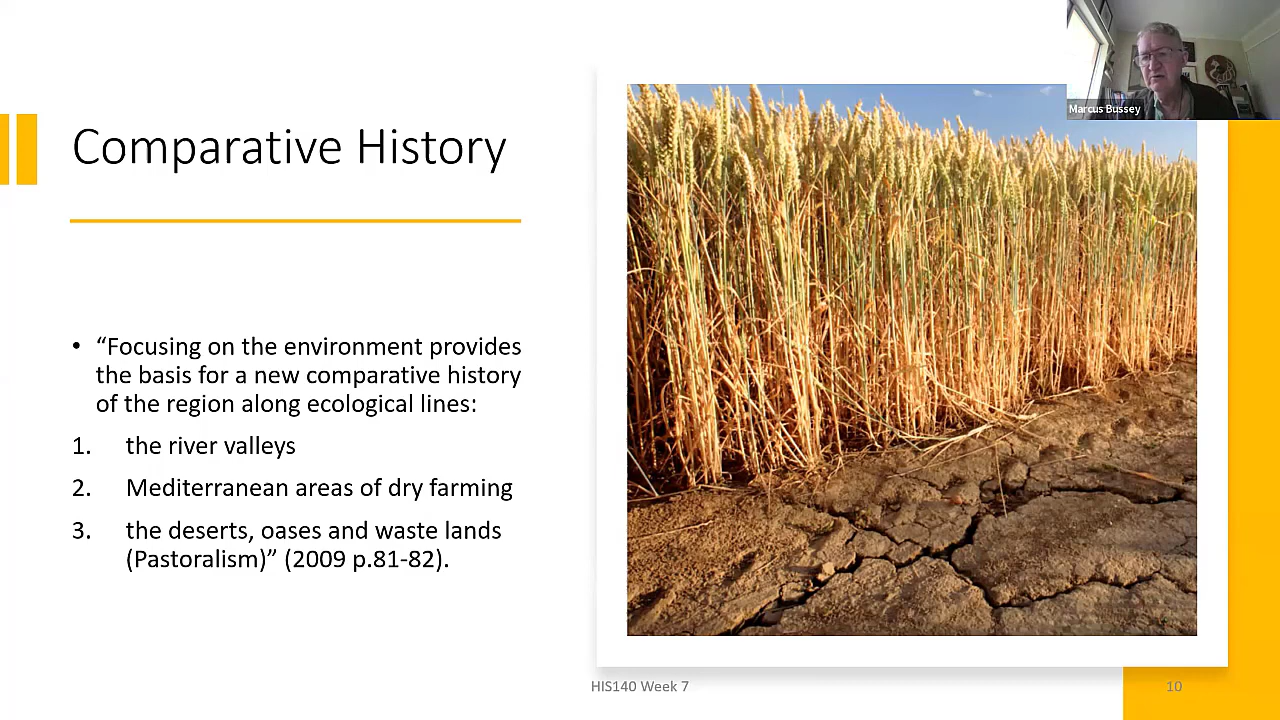 Marcus Bussey
Comparative History
• “Focusing on the environment provides
the basis for a new comparative history
of the region along ecological lines:
1. the river valleys
2. Mediterranean areas of dry farming
3. the deserts, oases and waste lands
(Pastoralism)” (2009 p.81-82).
HIS140 Week 7
10